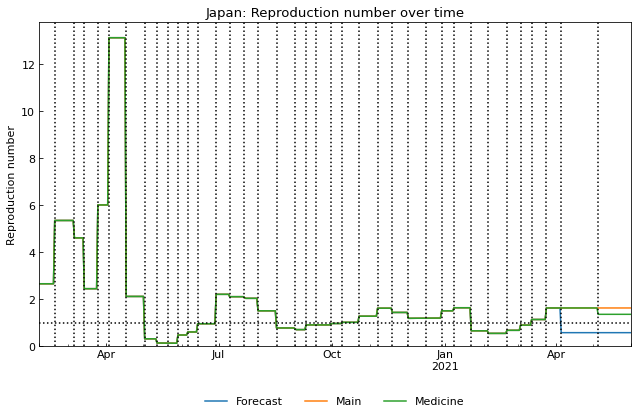 Japan: Reproduction number over time
Reproduction number
12
10
8
6
4
2
0
Apr
Jul
Oct
Jan
2021
Apr
Forecast
Main
Medicine